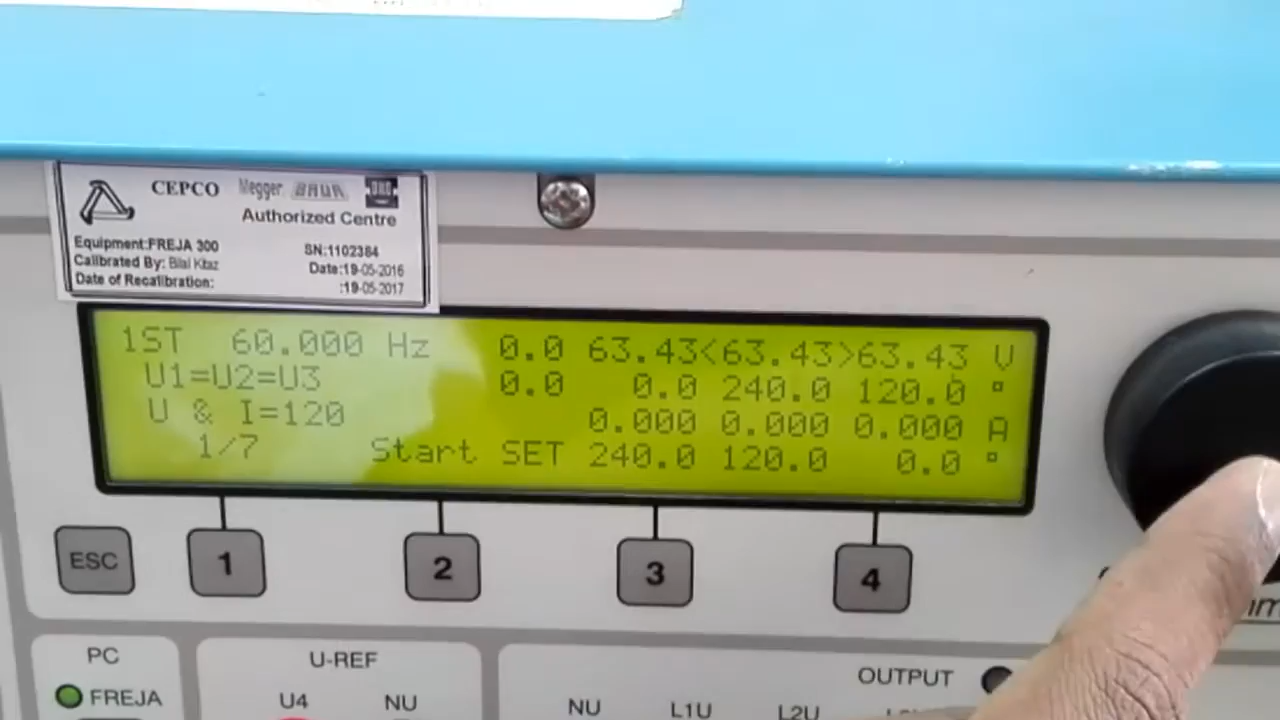 CEPCO Megger BAUR
Authorized Centre
Equipment:FREJA 300 SN:1102384
Calibrated By: Bilal Kbaz Date:19-05-2016
Date of Recalibration: :19-05-2017
1ST 60.000 Hz 0.0 63.43<63.43>63.43 V
U1=U2=U3 0.0 0.0 240.0 120.0 °
U & I=120 0.000 0.000 0.000 A
1/7 Start SET 240.0 120.0 0.0 °
ESC 1 2 3 4
PC U-REF OUTPUT
FREJA U4 NU NU L1U L2U